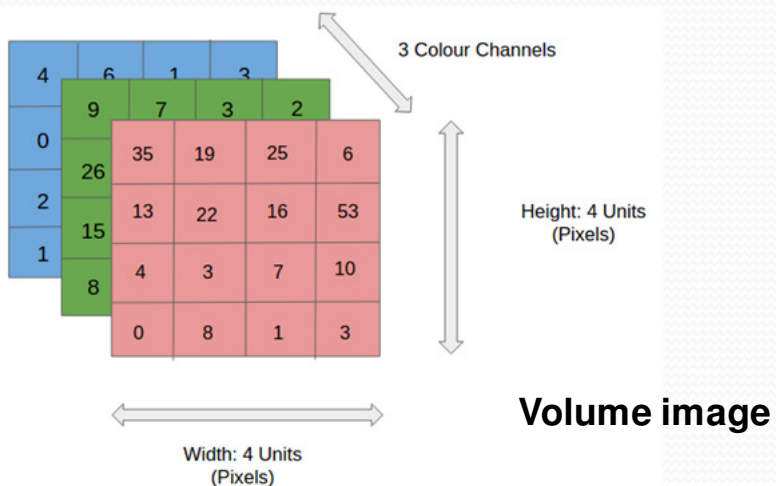 3 Colour Channels
4 6 1 3
9 7 3 2
0
35 19 25 6
26
2
13 22 16 53
Height: 4 Units
(Pixels)
15
1
4 3 7 10
8
0 8 1 3
Volume image
Width: 4 Units
(Pixels)